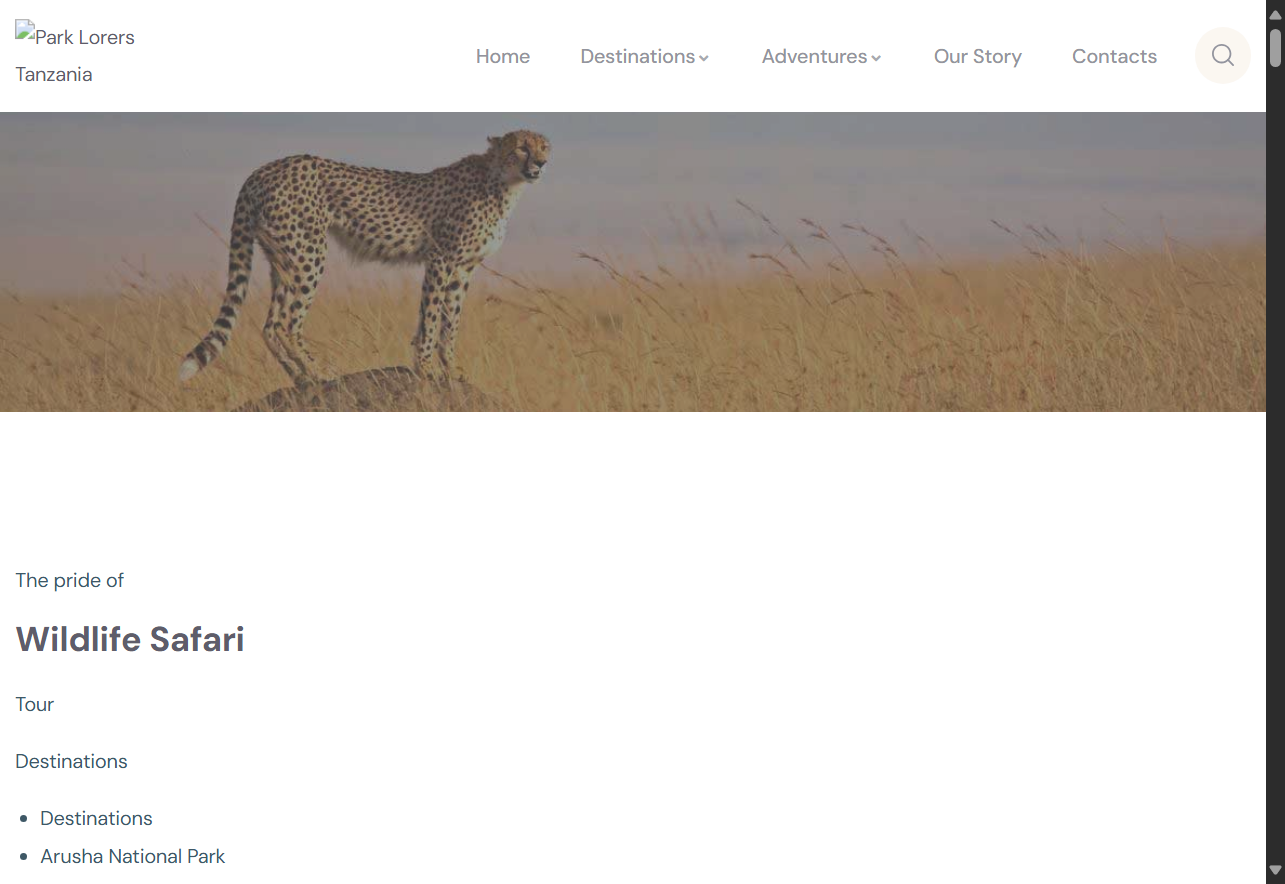 Park Lorers
Tanzania
Home
Destinations
Adventures
Our Story
Contacts
The pride of
Wildlife Safari
Tour
Destinations
Destinations
Arusha National Park